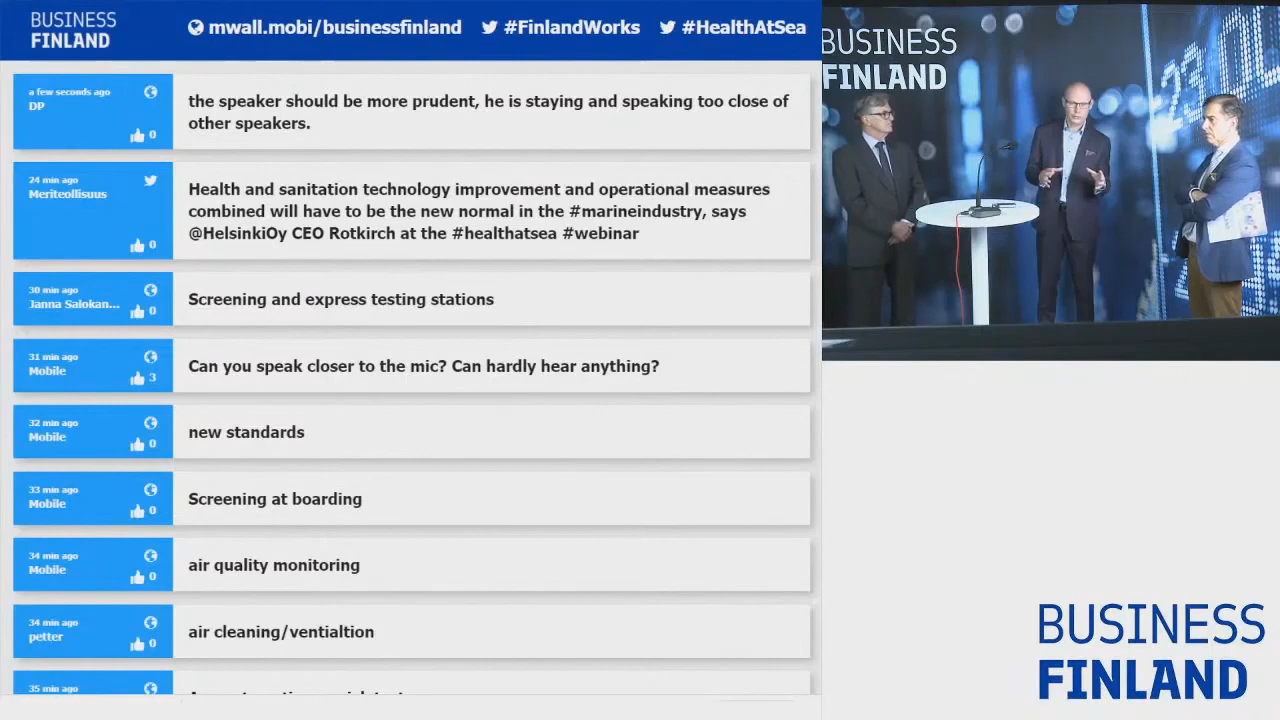 BUSINESS
FINLAND
mwall.mobi/businessfinland
#FinlandWorks
#HealthAtSea
a few seconds ago
DP
0
the speaker should be more prudent, he is staying and speaking too close of
other speakers.
24 min ago
Meriteollisuus
0
Health and sanitation technology improvement and operational measures
combined will have to be the new normal in the #marineindustry, says
@HelsinkiOy CEO Rotkirch at the #healthatsea #webinar
30 min ago
Janna Salokan...
0
Screening and express testing stations
31 min ago
Mobile
3
Can you speak closer to the mic? Can hardly hear anything?
32 min ago
Mobile
0
new standards
33 min ago
Mobile
0
Screening at boarding
34 min ago
Mobile
0
air quality monitoring
34 min ago
petter
0
air cleaning/ventialtion
35 min ago
BUSINESS
FINLAND
BUSINESS
FINLAND